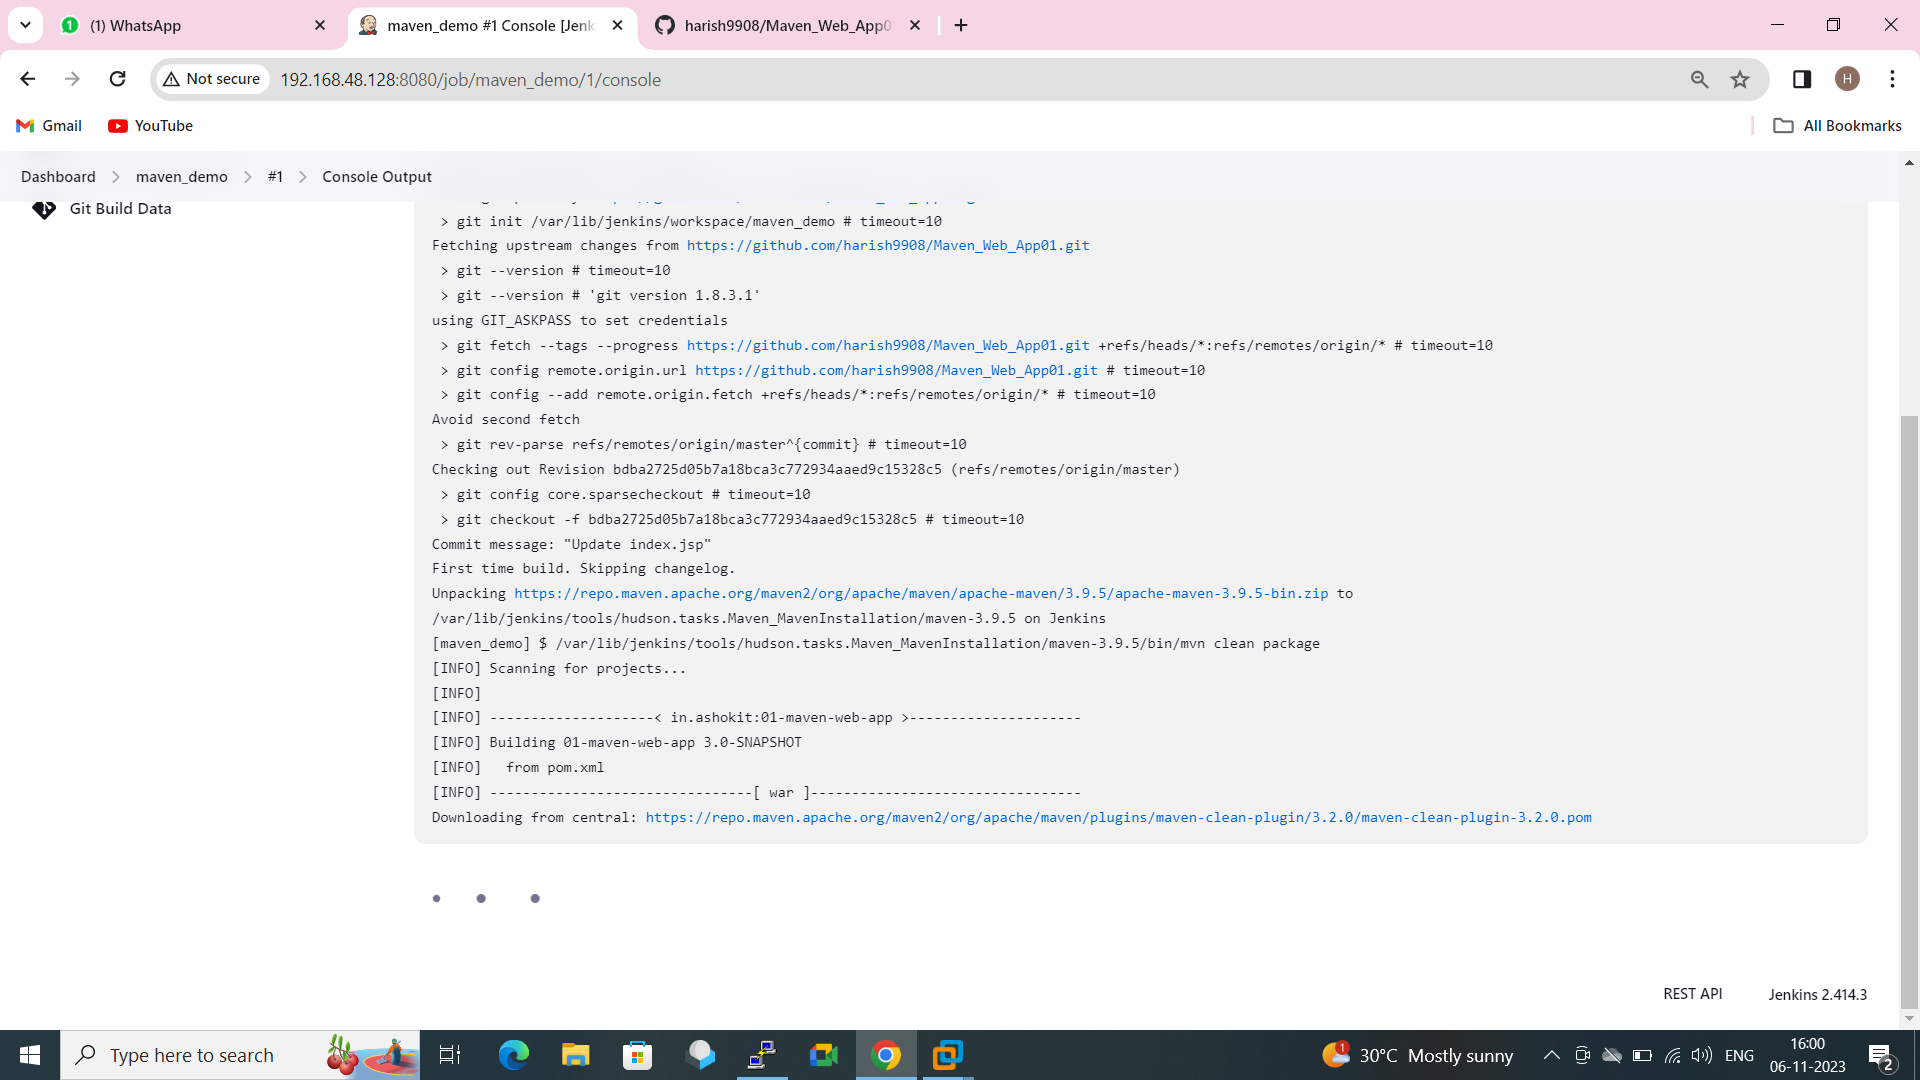 (1) WhatsApp
maven_demo #1 Console [Jenk
harish9908/Maven_Web_App0
Not secure
192.168.48.128:8080/job/maven_demo/1/console
H
Gmail
YouTube
All Bookmarks
Dashboard
maven_demo
#1
Console Output
Git Build Data
> git init /var/lib/jenkins/workspace/maven_demo # timeout=10
Fetching upstream changes from https://github.com/harish9908/Maven_Web_App01.git
> git --version # timeout=10
> git --version # 'git version 1.8.3.1'
using GIT_ASKPASS to set credentials
> git fetch --tags --progress https://github.com/harish9908/Maven_Web_App01.git +refs/heads/*:refs/remotes/origin/* # timeout=10
> git config remote.origin.url https://github.com/harish9908/Maven_Web_App01.git # timeout=10
> git config --add remote.origin.fetch +refs/heads/*:refs/remotes/origin/* # timeout=10
Avoid second fetch
> git rev-parse refs/remotes/origin/master^{commit} # timeout=10
Checking out Revision bdba2725d05b7a18bca3c772934aaed9c15328c5 (refs/remotes/origin/master)
> git config core.sparsecheckout # timeout=10
> git checkout -f bdba2725d05b7a18bca3c772934aaed9c15328c5 # timeout=10
Commit message: "Update index.jsp"
First time build. Skipping changelog.
Unpacking https://repo.maven.apache.org/maven2/org/apache/maven/apache-maven/3.9.5/apache-maven-3.9.5-bin.zip to
/var/lib/jenkins/tools/hudson.tasks.Maven_MavenInstallation/maven-3.9.5 on Jenkins
[maven_demo] $ /var/lib/jenkins/tools/hudson.tasks.Maven_MavenInstallation/maven-3.9.5/bin/mvn clean package
[INFO] Scanning for projects...
[INFO]
[INFO] --------------------< in.ashokit:01-maven-web-app >---------------------
[INFO] Building 01-maven-web-app 3.0-SNAPSHOT
[INFO]   from pom.xml
[INFO] --------------------------------[ war ]---------------------------------
Downloading from central: https://repo.maven.apache.org/maven2/org/apache/maven/plugins/maven-clean-plugin/3.2.0/maven-clean-plugin-3.2.0.pom
REST API
Jenkins 2.414.3
Type here to search
1
30°C Mostly sunny
ENG
16:00
06-11-2023
2